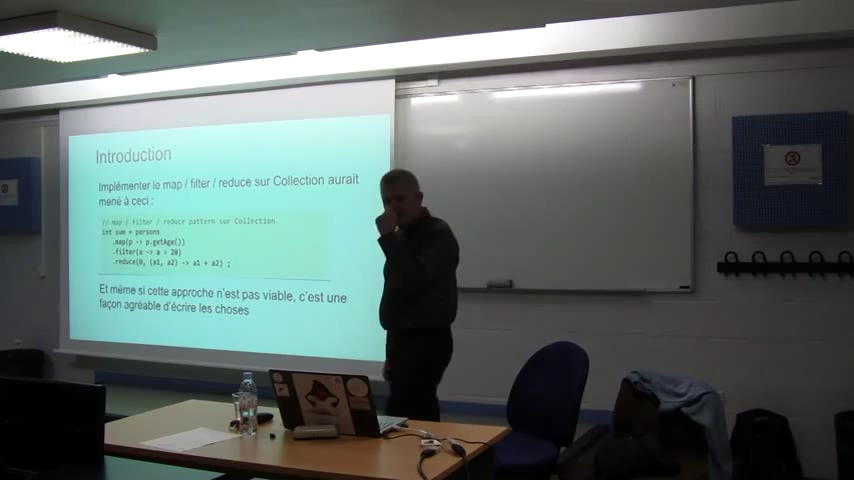 Introduction
Implémenter le map / filter / reduce sur Collection aurait
mené à ceci :
// map / filter / reduce pattern sur Collection
int sum = persons
.map(p -> p.getAge())
.filter(a -> a > 20)
.reduce(0, (a1, a2) -> a1 + a2) ;
Et même si cette approche n'est pas viable, c'est une
façon agréable d'écrire les choses